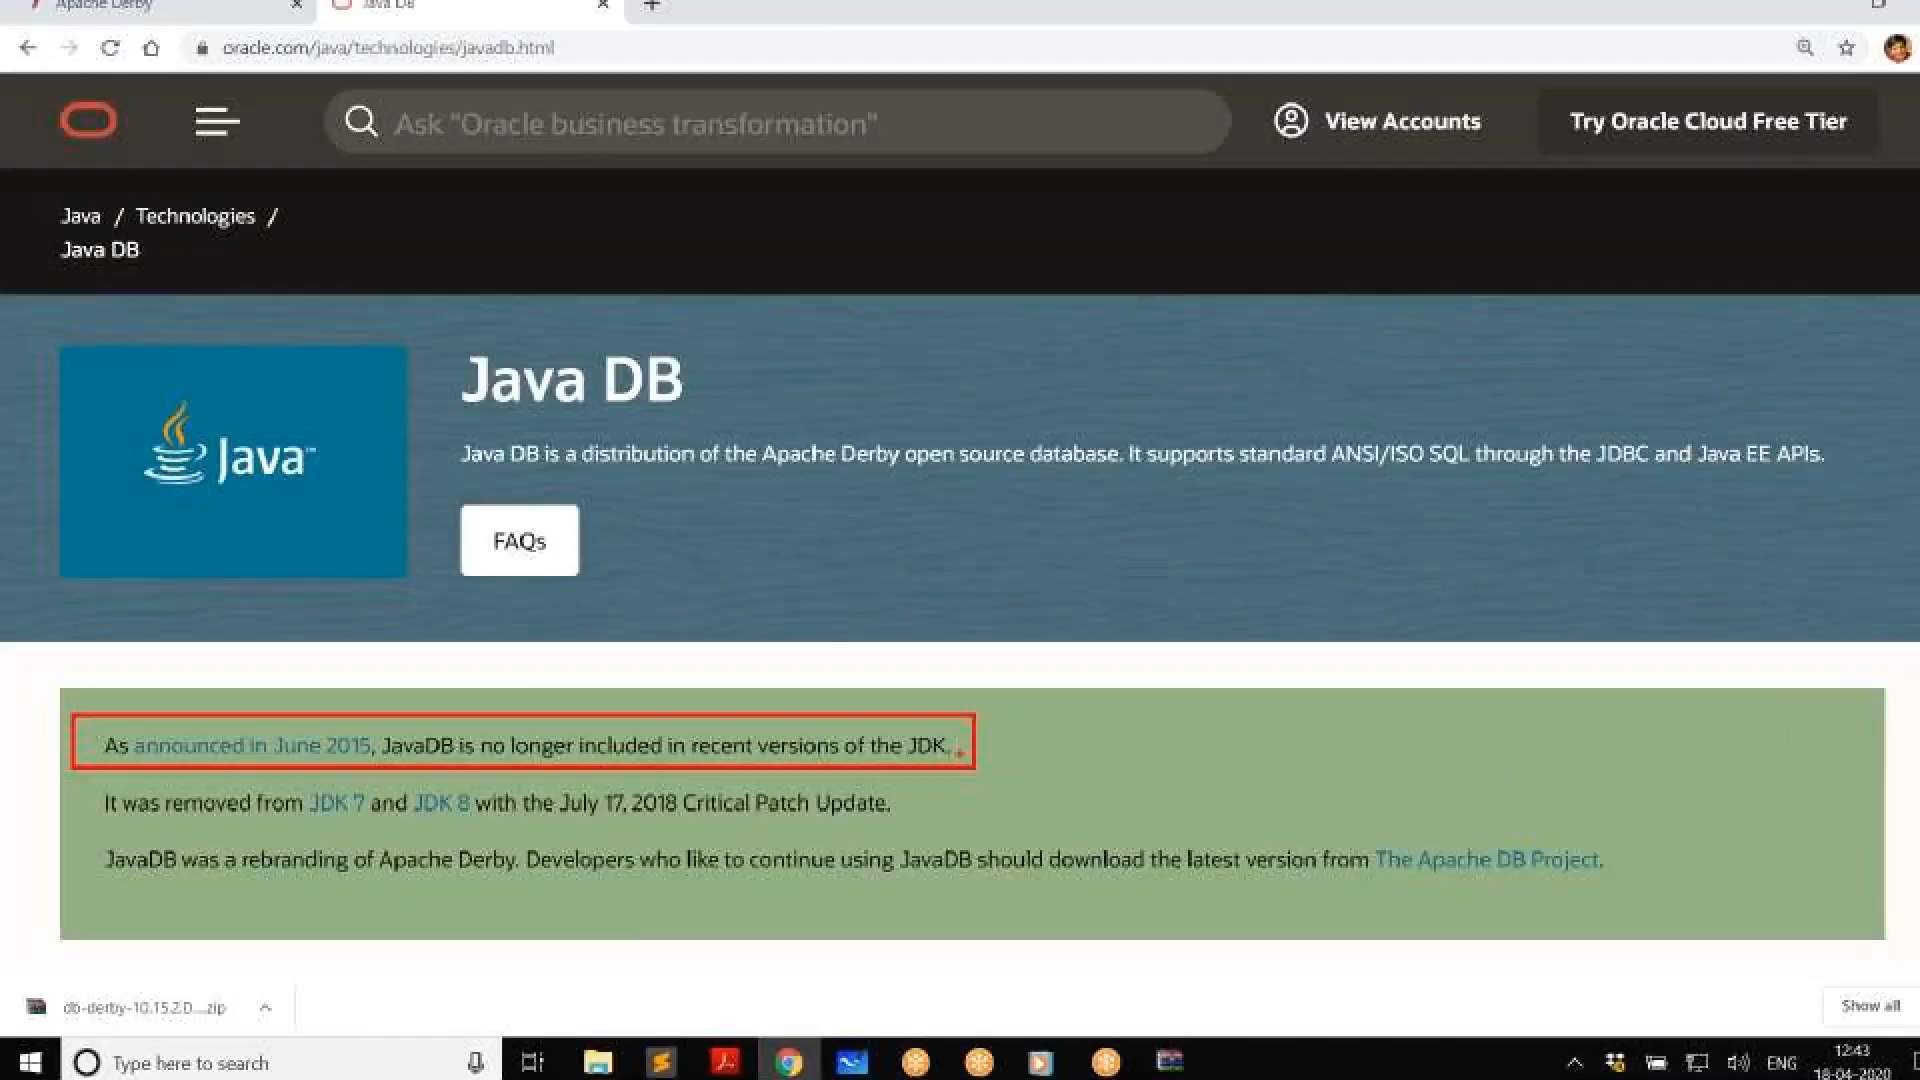 Apache Derby
Java DB
oracle.com/java/technologies/javadb.html
Ask "Oracle business transformation"
View Accounts
Try Oracle Cloud Free Tier
Java / Technologies /
Java DB
Java™
Java DB
Java DB is a distribution of the Apache Derby open source database. It supports standard ANSI/ISO SQL through the JDBC and Java EE APIs.
FAQs
As announced in June 2015, JavaDB is no longer included in recent versions of the JDK.
It was removed from JDK 7 and JDK 8 with the July 17, 2018 Critical Patch Update.
JavaDB was a rebranding of Apache Derby. Developers who like to continue using JavaDB should download the latest version from The Apache DB Project.
db-derby-10.15.2.0....zip
Show all
Type here to search
ENG
12:43
18-04-2020